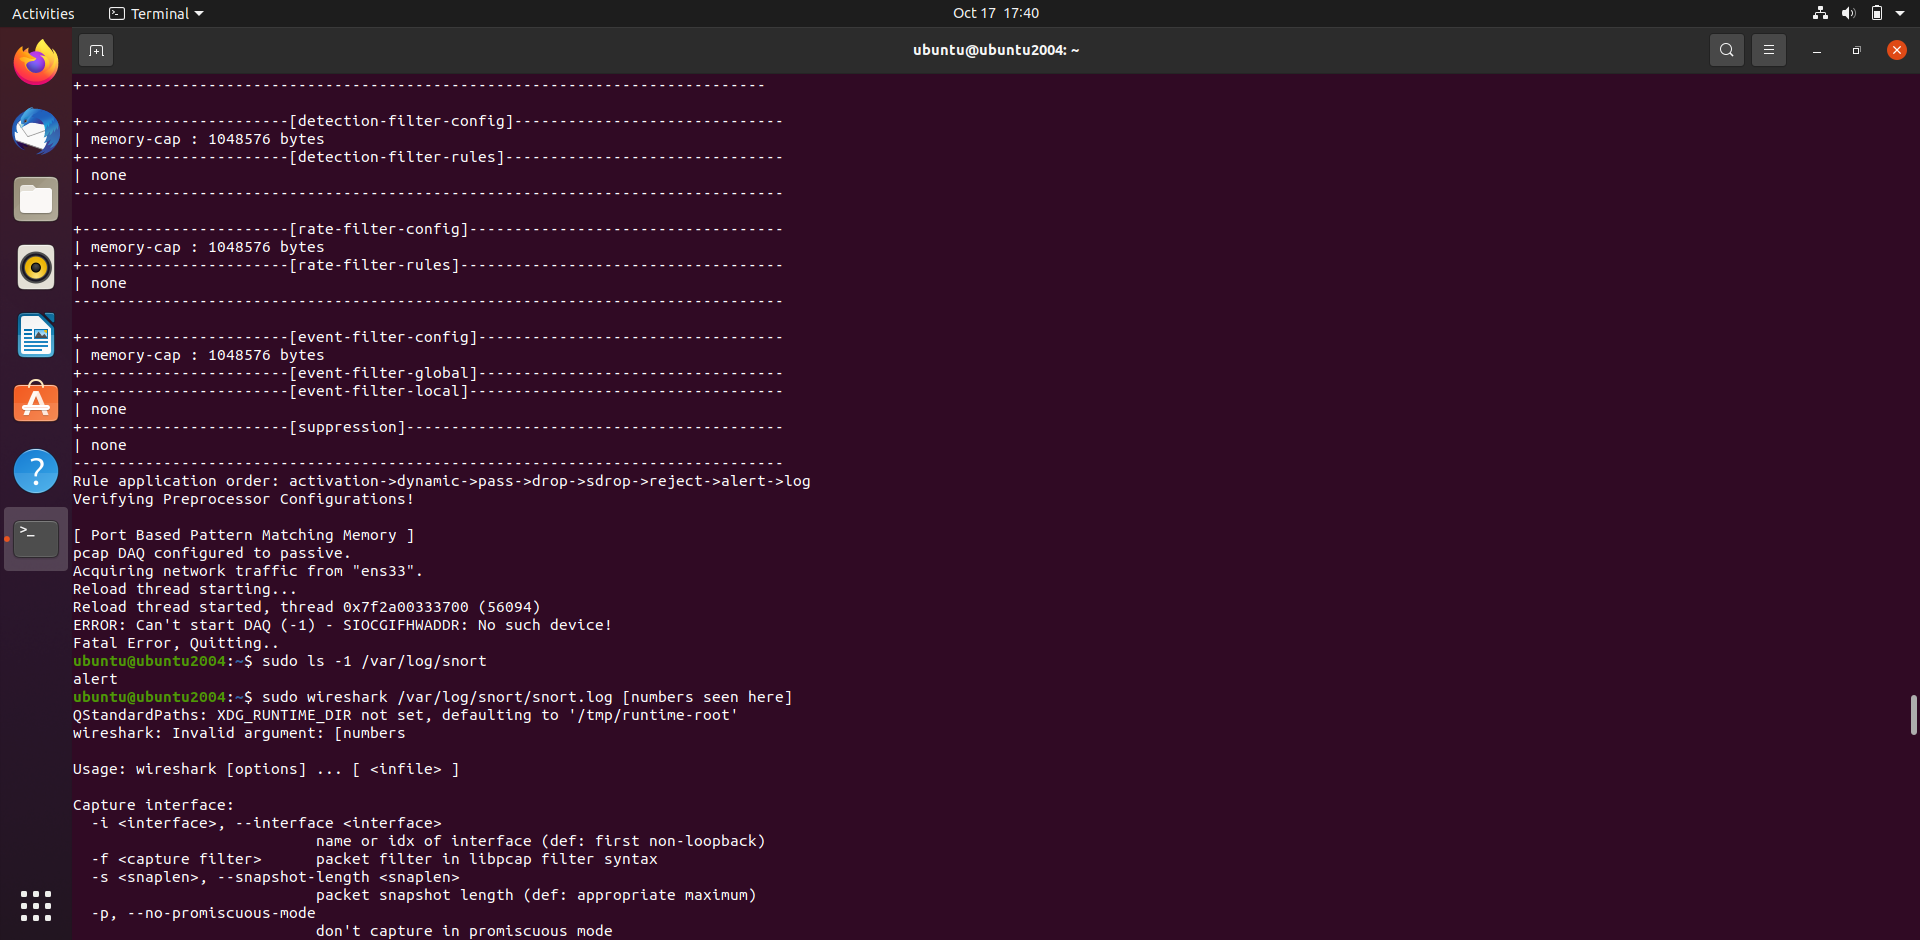 Activities Terminal Oct 17 17:40
ubuntu@ubuntu2004: ~
+----------------------------------------------------------------------------
+-----------------------[detection-filter-config]------------------------------
| memory-cap : 1048576 bytes
+-----------------------[detection-filter-rules]-------------------------------
| none
-------------------------------------------------------------------------------
+-----------------------[rate-filter-config]-----------------------------------
| memory-cap : 1048576 bytes
+-----------------------[rate-filter-rules]------------------------------------
| none
-------------------------------------------------------------------------------
+-----------------------[event-filter-config]----------------------------------
| memory-cap : 1048576 bytes
+-----------------------[event-filter-global]----------------------------------
+-----------------------[event-filter-local]-----------------------------------
| none
+-----------------------[suppression]------------------------------------------
| none
-------------------------------------------------------------------------------
Rule application order: activation->dynamic->pass->drop->sdrop->reject->alert->log
Verifying Preprocessor Configurations!
[ Port Based Pattern Matching Memory ]
pcap DAQ configured to passive.
Acquiring network traffic from "ens33".
Reload thread starting...
Reload thread started, thread 0x7f2a00333700 (56094)
ERROR: Can't start DAQ (-1) - SIOCGIFHWADDR: No such device!
Fatal Error, Quitting..
ubuntu@ubuntu2004:~$ sudo ls -1 /var/log/snort
alert
ubuntu@ubuntu2004:~$ sudo wireshark /var/log/snort/snort.log [numbers seen here]
QStandardPaths: XDG_RUNTIME_DIR not set, defaulting to '/tmp/runtime-root'
wireshark: Invalid argument: [numbers
Usage: wireshark [options] ... [ <infile> ]
Capture interface:
  -i <interface>, --interface <interface>
                           name or idx of interface (def: first non-loopback)
  -f <capture filter>      packet filter in libpcap filter syntax
  -s <snaplen>, --snapshot-length <snaplen>
                           packet snapshot length (def: appropriate maximum)
  -p, --no-promiscuous-mode
                           don't capture in promiscuous mode